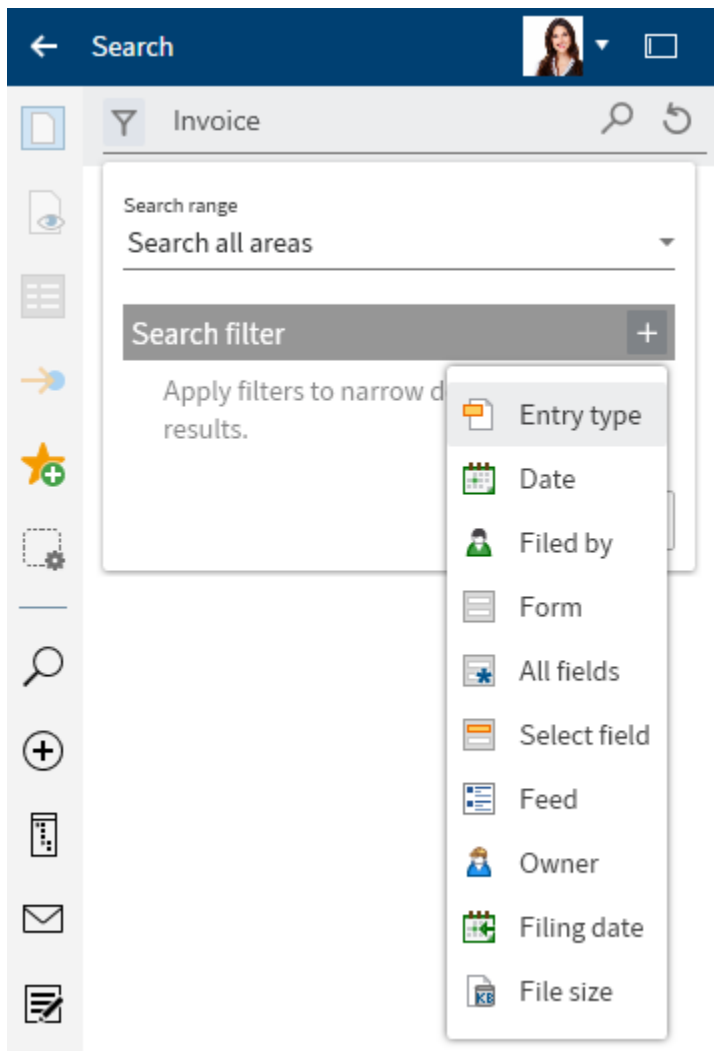 Search
Invoice
Search range
Search all areas
Search filter
Apply filters to narrow d
results.
Entry type
Date
Filed by
Form
All fields
Select field
Feed
Owner
Filing date
KB File size